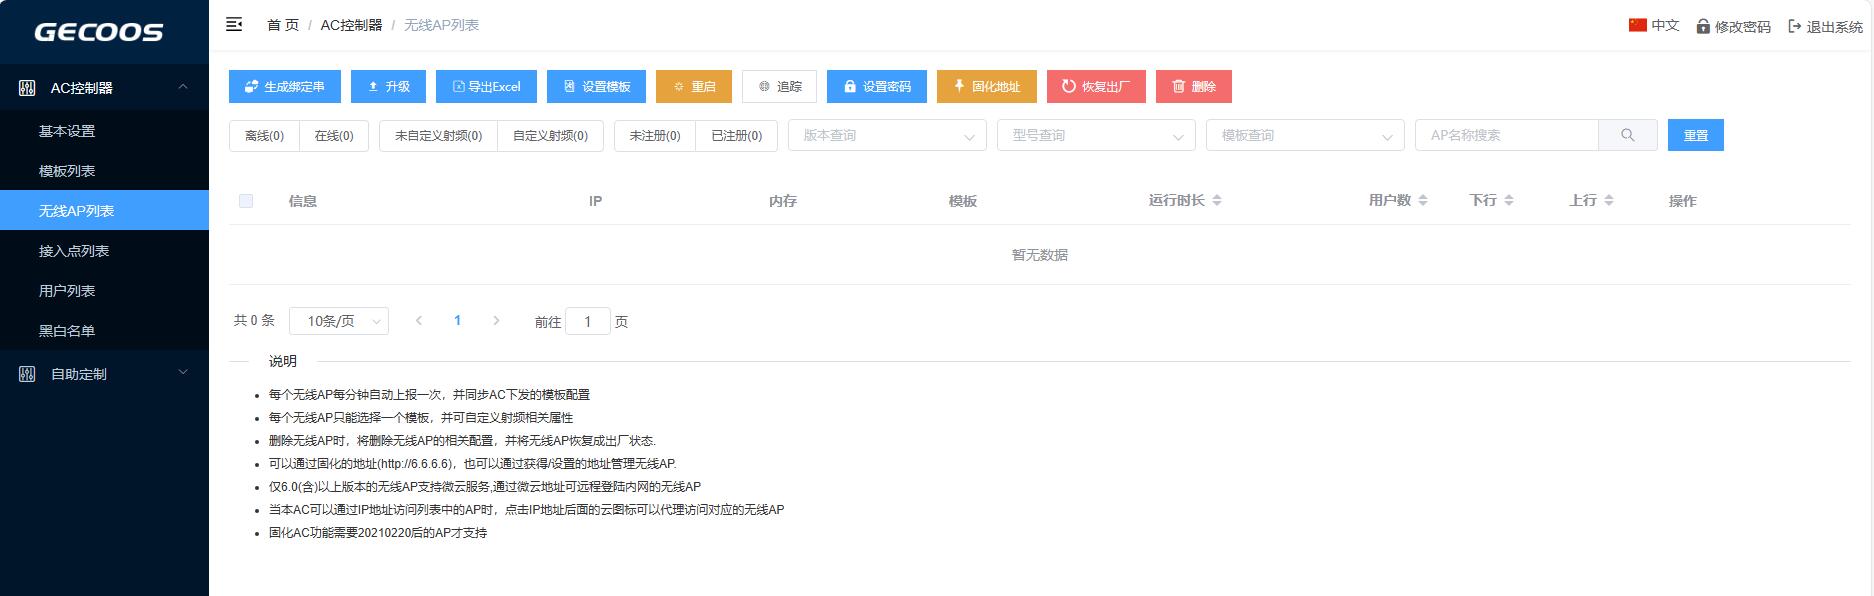 GECOOS
首 页 / AC控制器 / 无线AP列表
中文 修改密码 退出系统
AC控制器
基本设置
模板列表
无线AP列表
接入点列表
用户列表
黑白名单
自助定制
生成绑定串 升级 导出Excel 设置模板 重启 追踪 设置密码 固化地址 恢复出厂 删除
离线(0) 在线(0) 未自定义射频(0) 自定义射频(0) 未注册(0) 已注册(0) 版本查询 型号查询 模板查询 AP名称搜索 重置
信息 IP 内存 模板 运行时长 用户数 下行 上行 操作
暂无数据
共 0 条 10条/页 1 前往 1 页
说明
每个无线AP每分钟自动上报一次，并同步AC下发的模板配置
每个无线AP只能选择一个模板，并可自定义射频相关属性
删除无线AP时，将删除无线AP的相关配置，并将无线AP恢复成出厂状态.
可以通过固化的地址(http://6.6.6.6)，也可以通过获得/设置的地址管理无线AP.
仅6.0(含)以上版本的无线AP支持微云服务,通过微云地址可远程登陆内网的无线AP
当本AC可以通过IP地址访问列表中的AP时，点击IP地址后面的云图标可以代理访问对应的无线AP
固化AC功能需要20210220后的AP才支持